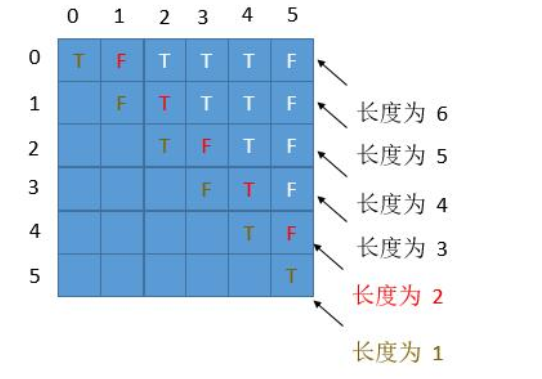 0 1 2 3 4 5
0 T F T T T F
1 F T T T F
长度为 6
2 T F T F
长度为 5
3 F T F
长度为 4
4 T F
长度为 3
5 T
长度为 2
长度为 1